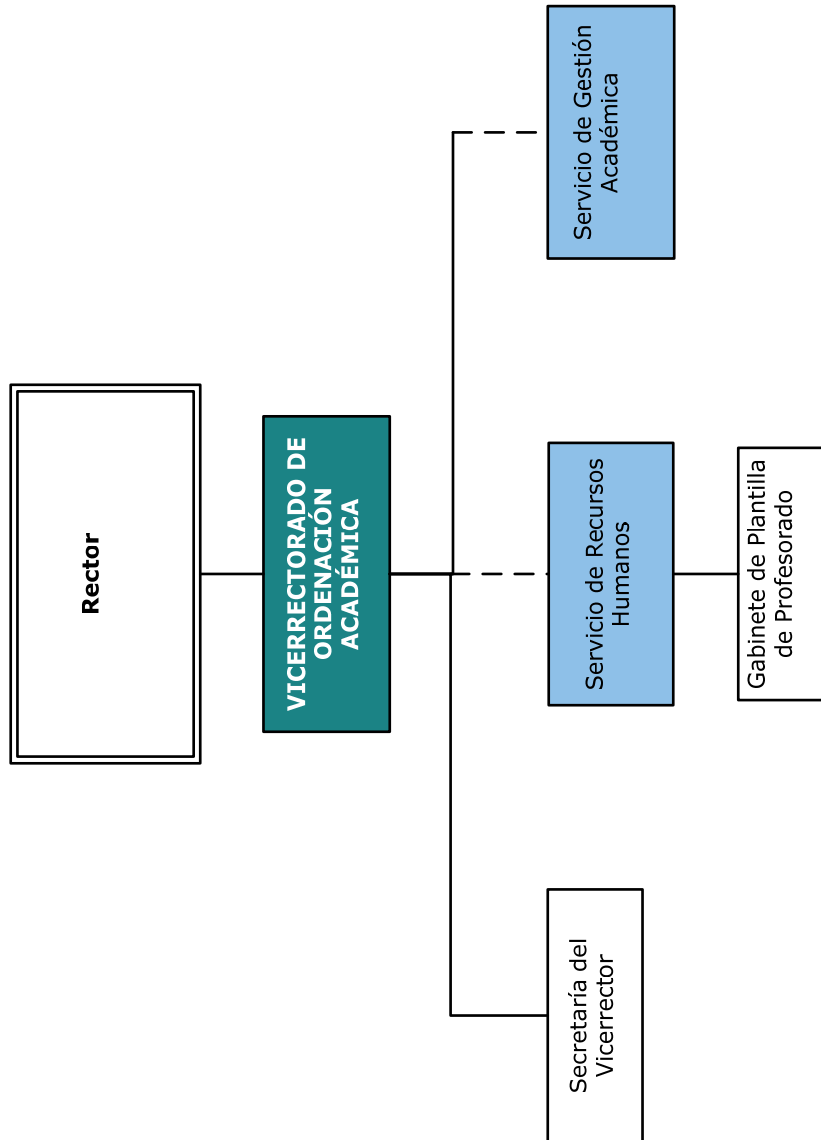 Rector
VICERRECTORADO DE
ORDENACIÓN
ACADÉMICA
Secretaría del
Vicerrector
Servicio de Recursos
Humanos
Servicio de Gestión
Académica
Gabinete de Plantilla
de Profesorado